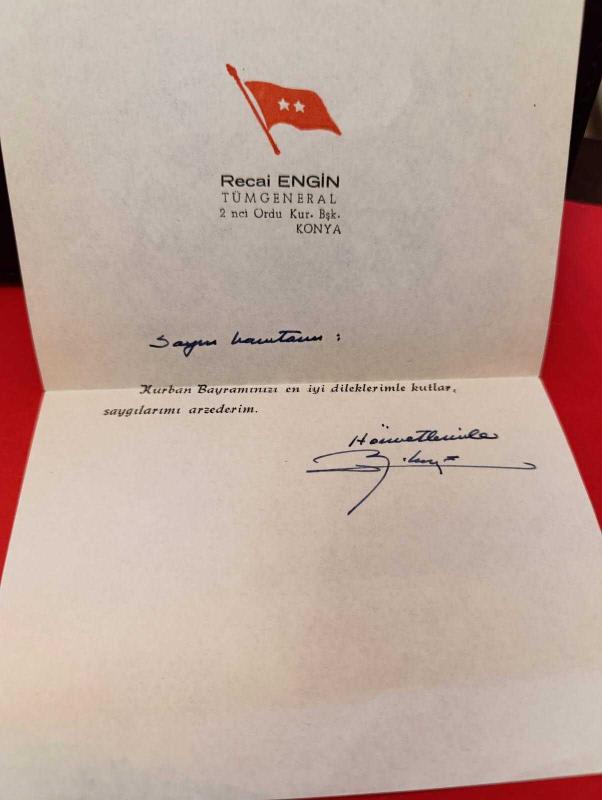 Recai ENGİN
TÜMGENERAL
2 nci Ordu Kur. Bşk.
KONYA
Sayın komutanım :
Kurban Bayramınızı en iyi dileklerimle kutlar,
saygılarımı arzederim.
Hürmetlerimle